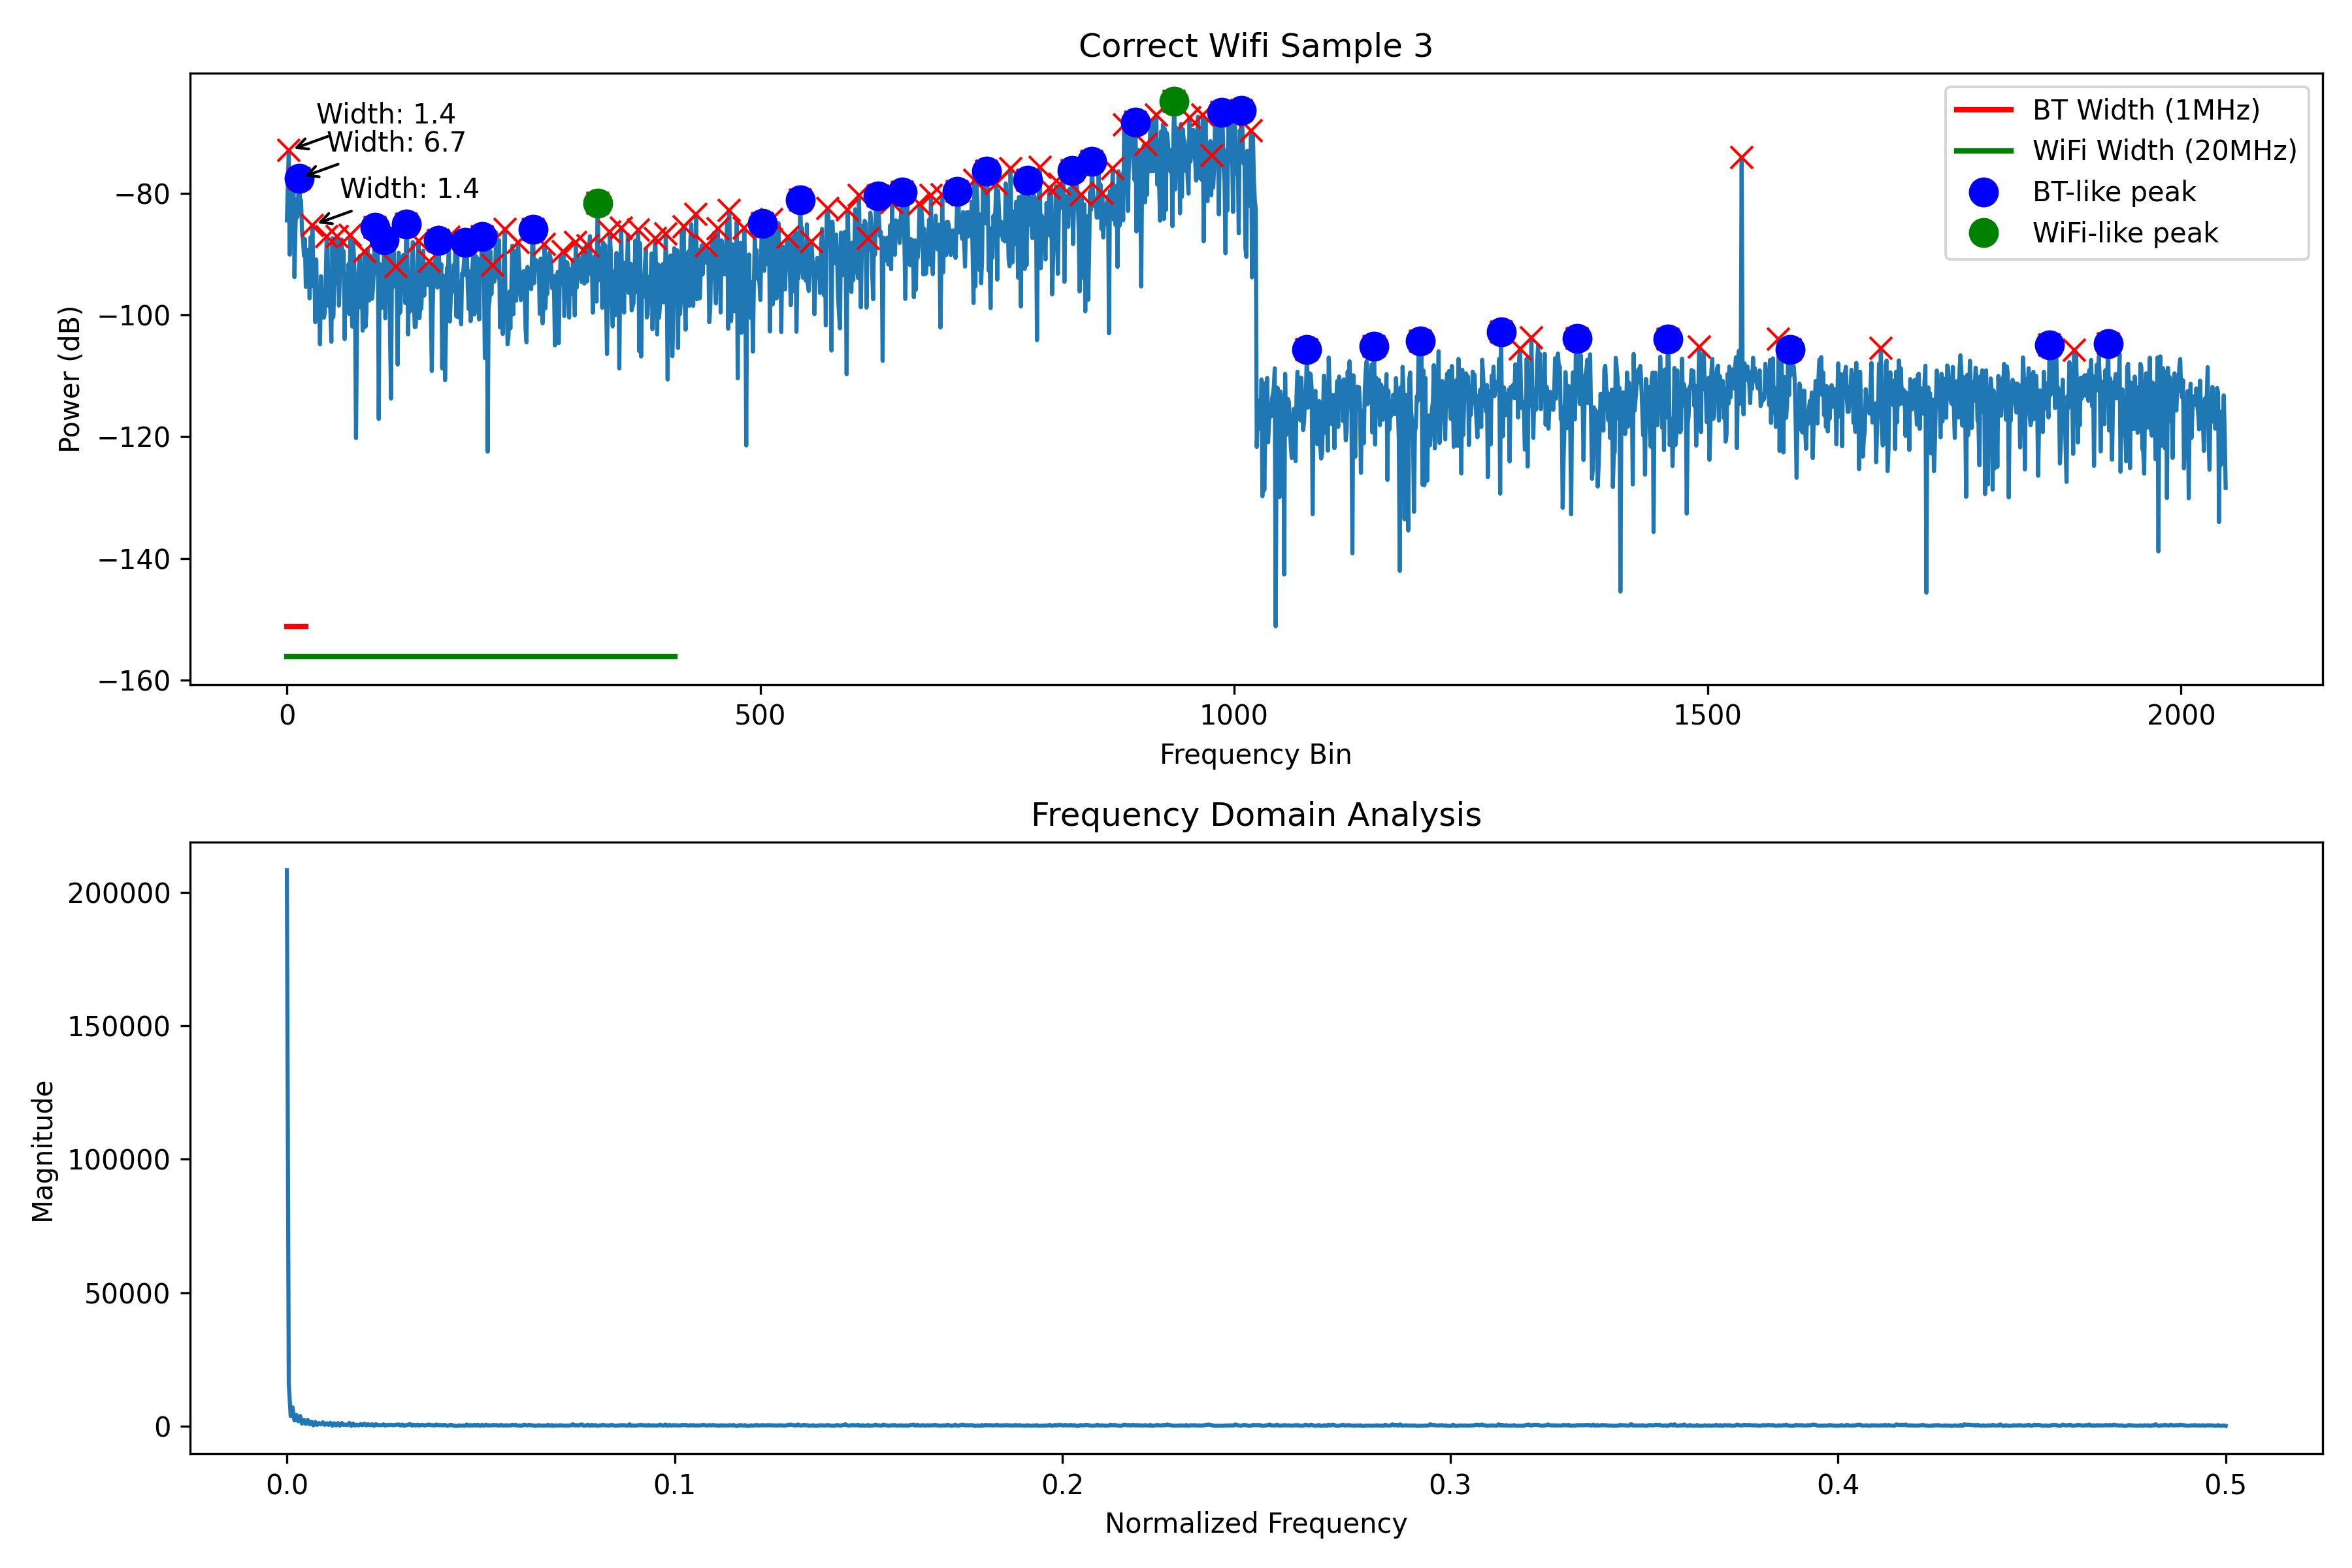 Correct Wifi Sample 3
Width: 1.4
Width: 6.7
Width: 1.4
BT Width (1MHz)
WiFi Width (20MHz)
BT-like peak
WiFi-like peak
Power (dB)
−80
−100
−120
−140
−160
0 500 1000 1500 2000
Frequency Bin
Frequency Domain Analysis
Magnitude
200000
150000
100000
50000
0
0.0 0.1 0.2 0.3 0.4 0.5
Normalized Frequency